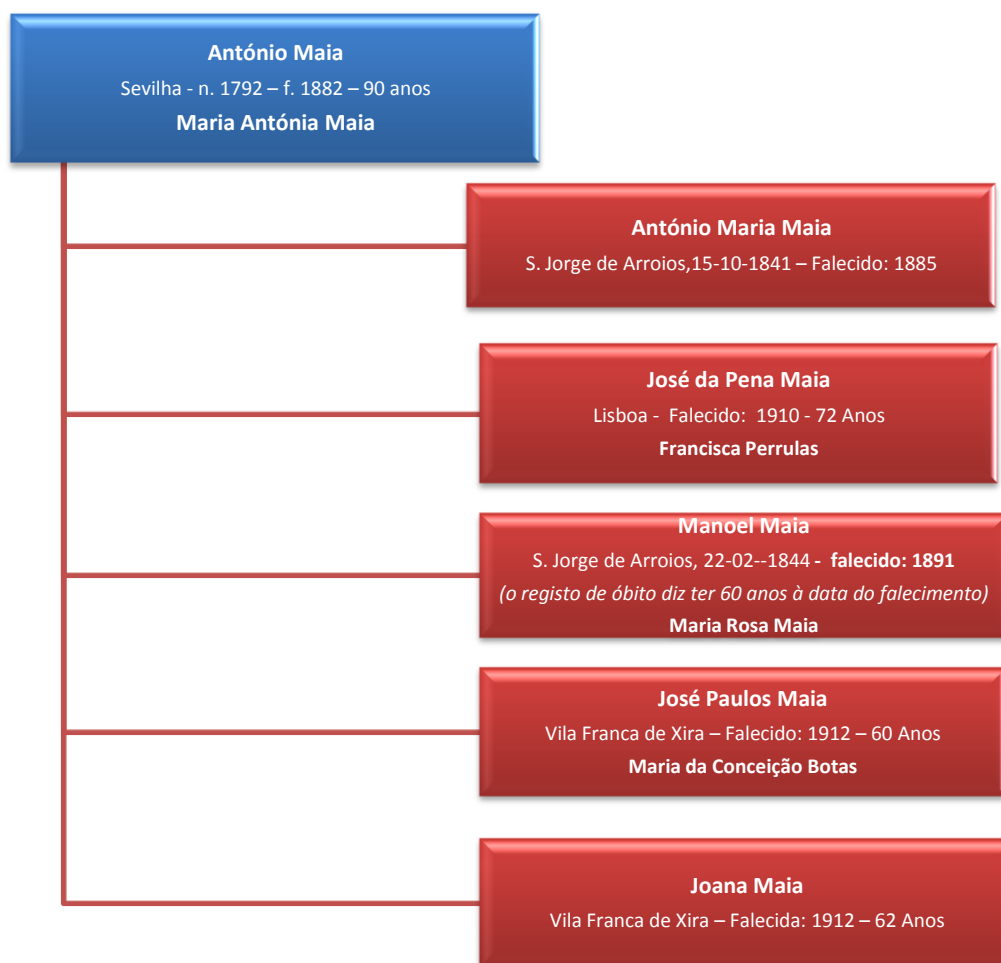 António Maia
Sevilha - n. 1792 – f. 1882 – 90 anos
Maria Antónia Maia
António Maria Maia
S. Jorge de Arroios,15-10-1841 – Falecido: 1885
José da Pena Maia
Lisboa - Falecido: 1910 - 72 Anos
Francisca Perrulas
Manoel Maia
S. Jorge de Arroios, 22-02--1844 - falecido: 1891
(o registo de óbito diz ter 60 anos à data do falecimento)
Maria Rosa Maia
José Paulos Maia
Vila Franca de Xira – Falecido: 1912 – 60 Anos
Maria da Conceição Botas
Joana Maia
Vila Franca de Xira – Falecida: 1912 – 62 Anos